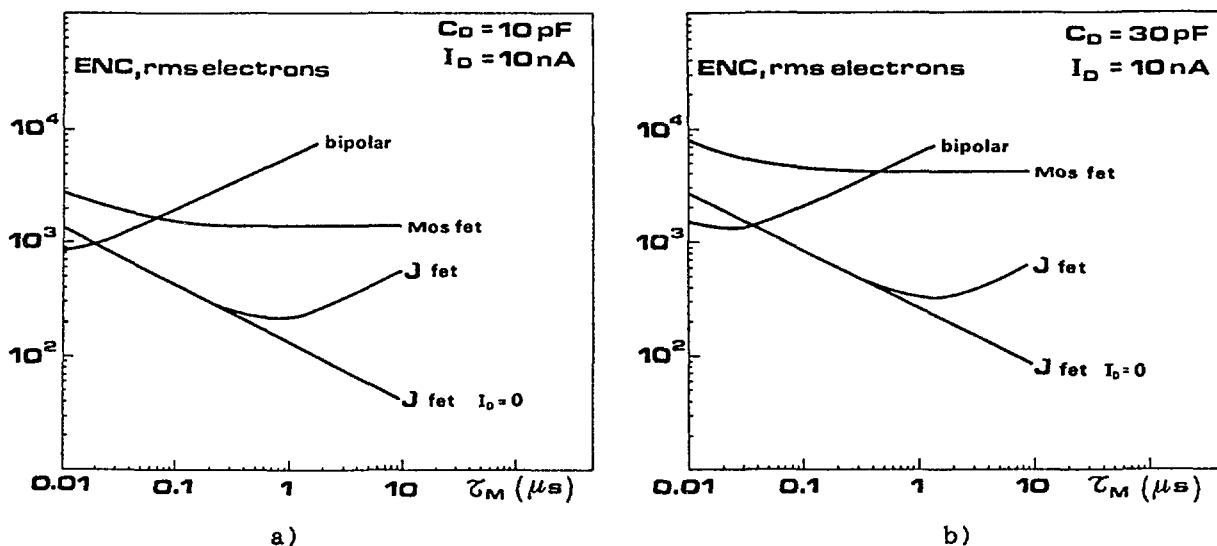 C_D = 10 pF
I_D = 10 nA
ENC, rms electrons
10^4
10^3
10^2
bipolar
Mos fet
J fet
J fet I_D = 0
0.01 0.1 1 10 τ_M (μs)
a)
C_D = 30 pF
I_D = 10 nA
ENC, rms electrons
10^4
10^3
10^2
bipolar
Mos fet
J fet
J fet I_D = 0
0.01 0.1 1 10 τ_M (μs)
b)